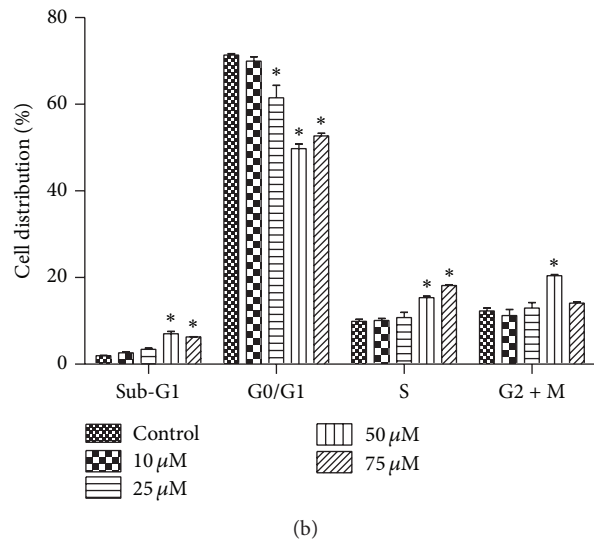 80
60
40
20
0
Cell distribution (%)
*
*
*
*
*
*
*
*
Sub-G1
G0/G1
S
G2 + M
Control
10 μM
25 μM
50 μM
75 μM
(b)